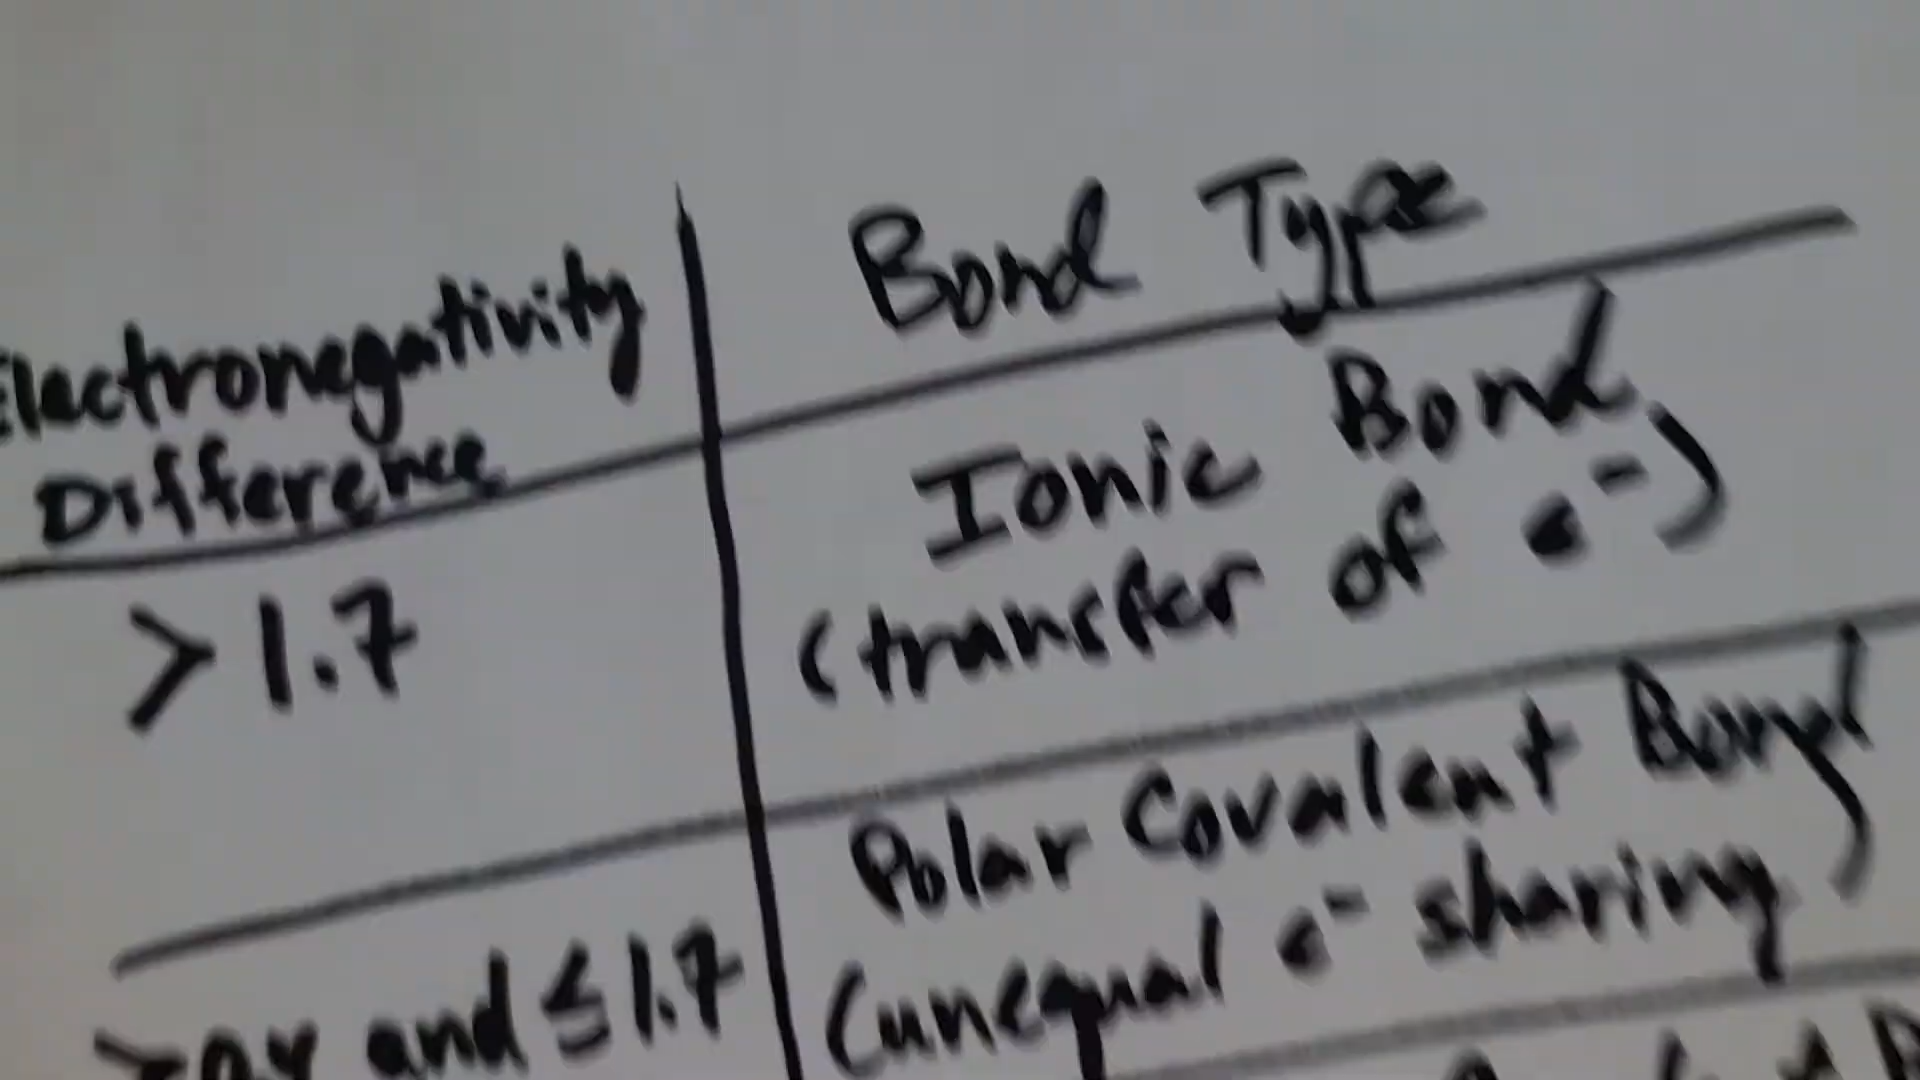 Electronegativity
Difference
Bond Type
> 1.7
Ionic Bond
(transfer of e⁻)
and ≤ 1.7
Polar Covalent Bond
(unequal e⁻ sharing)